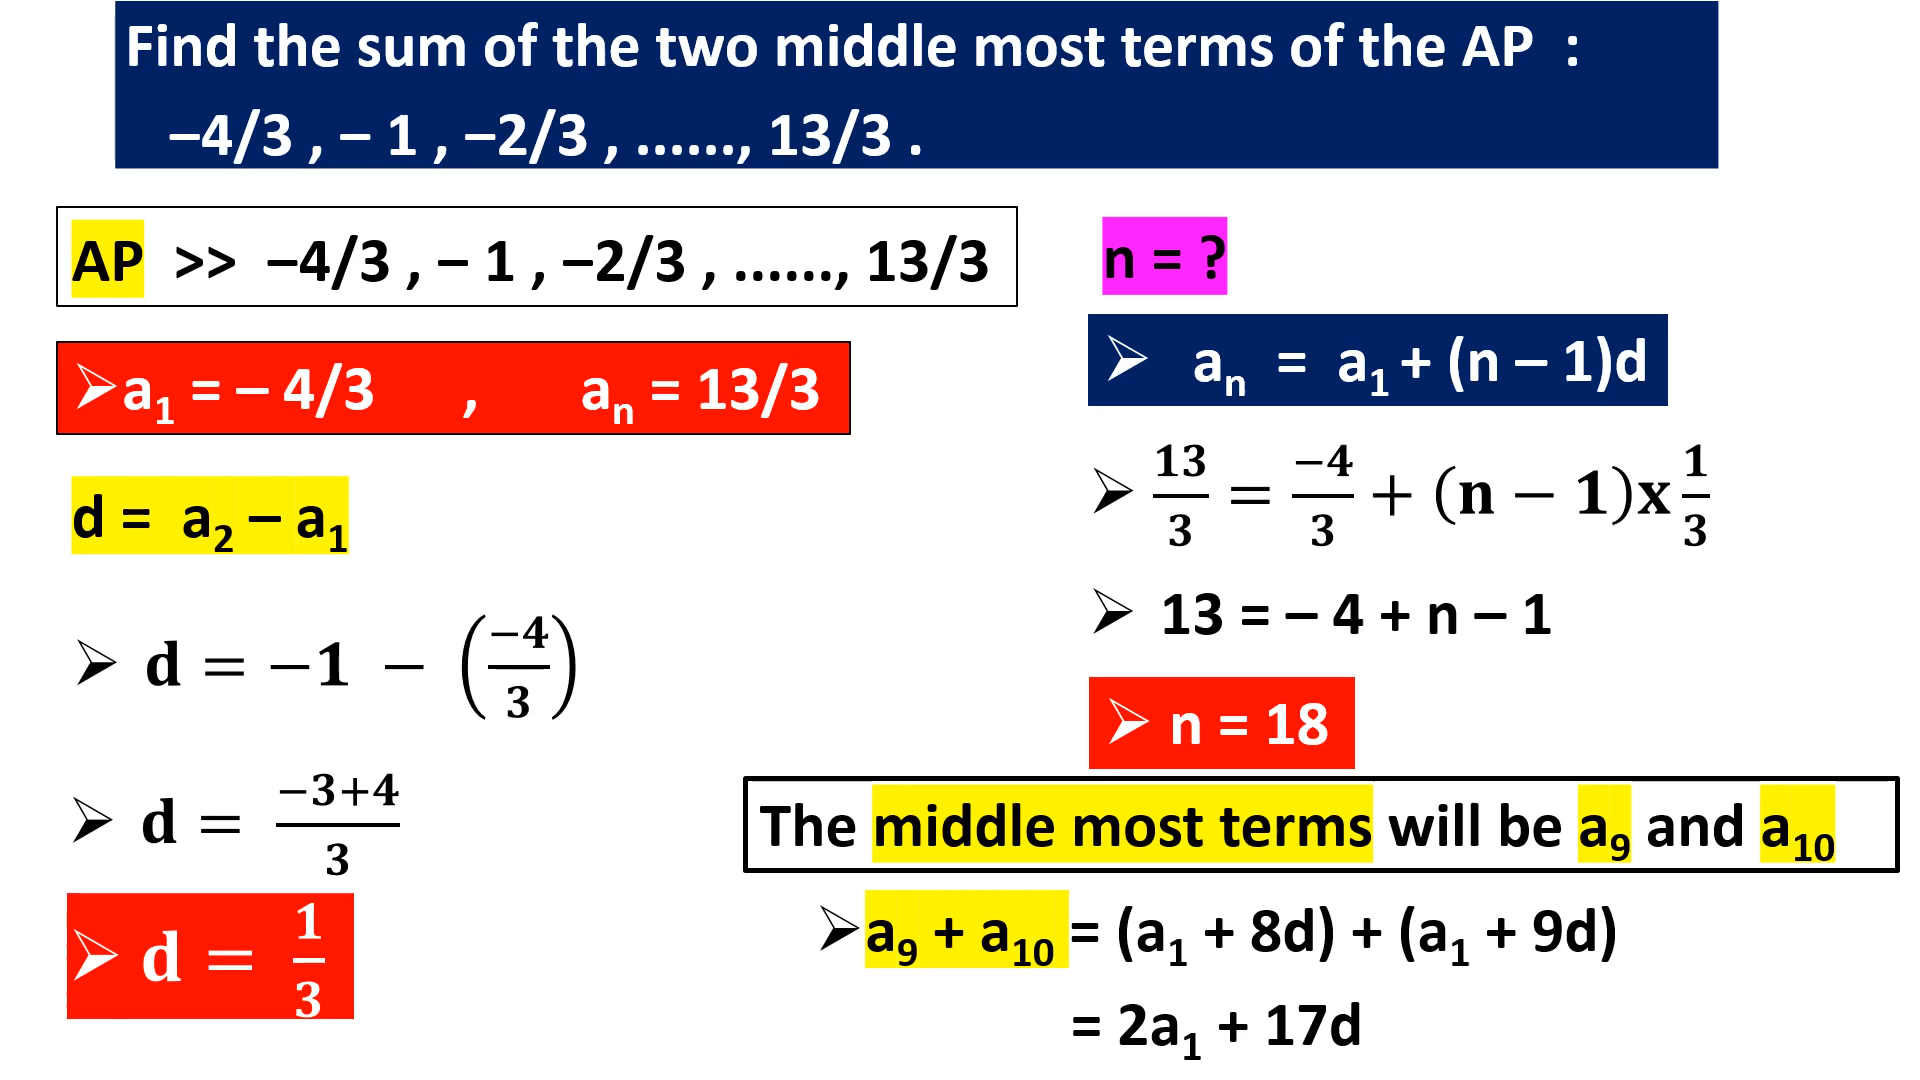 Find the sum of the two middle most terms of the AP :
–4/3 , – 1 , –2/3 , ......, 13/3 .
AP >> –4/3 , – 1 , –2/3 , ......, 13/3
➢a₁ = – 4/3 , aₙ = 13/3
d = a₂ – a₁
➢ d = −1 − (−4/3)
➢ d = −3+4/3
➢ d = 1/3
n = ?
➢ aₙ = a₁ + (n – 1)d
➢ 13/3 = −4/3 + (n − 1)x 1/3
➢ 13 = – 4 + n – 1
➢ n = 18
The middle most terms will be a₉ and a₁₀
➢a₉ + a₁₀ = (a₁ + 8d) + (a₁ + 9d)
= 2a₁ + 17d